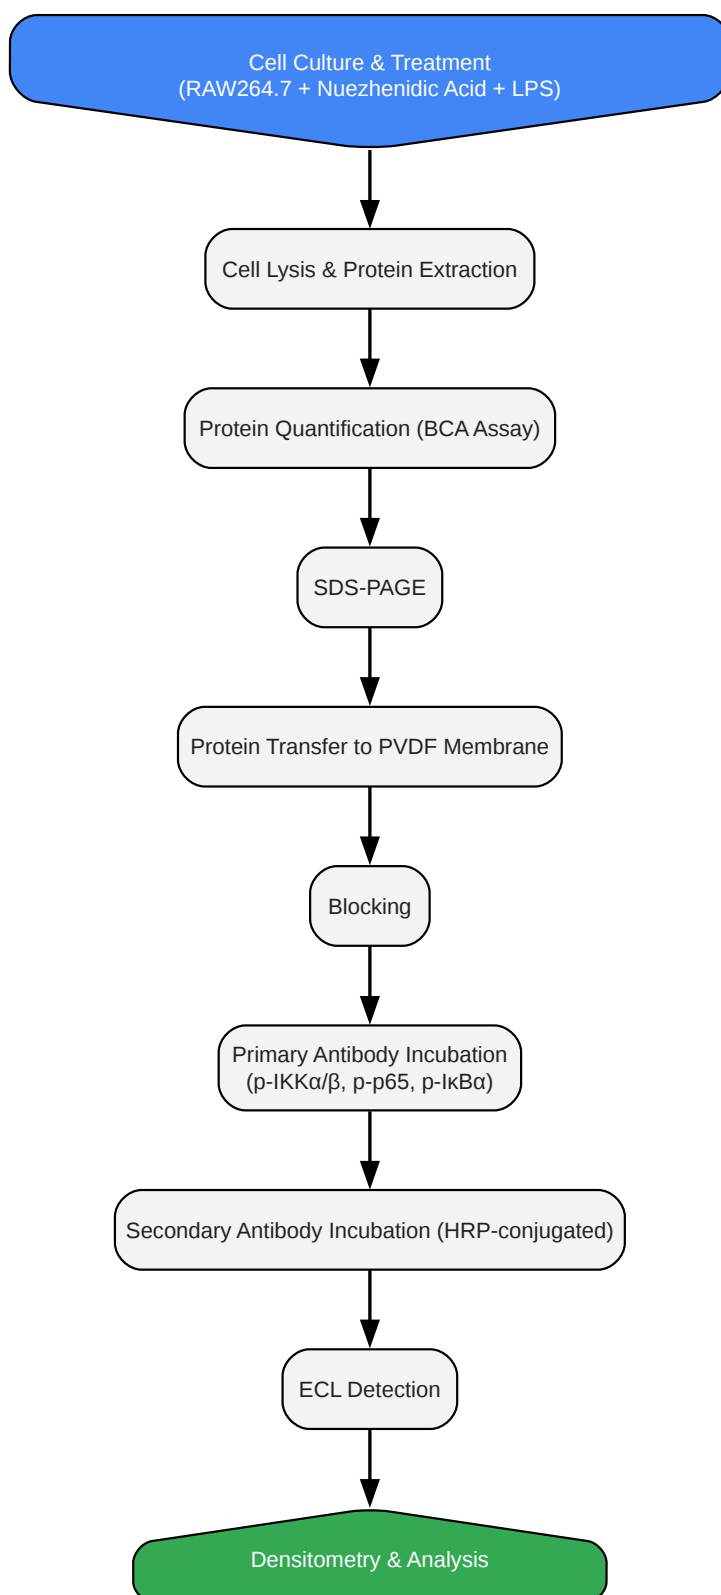 Cell Culture & Treatment
(RAW264.7 + Nuezhenidic Acid + LPS)
Cell Lysis & Protein Extraction
Protein Quantification (BCA Assay)
SDS-PAGE
Protein Transfer to PVDF Membrane
Blocking
Primary Antibody Incubation
(p-IKKα/β, p-p65, p-IκBα)
Secondary Antibody Incubation (HRP-conjugated)
ECL Detection
Densitometry & Analysis